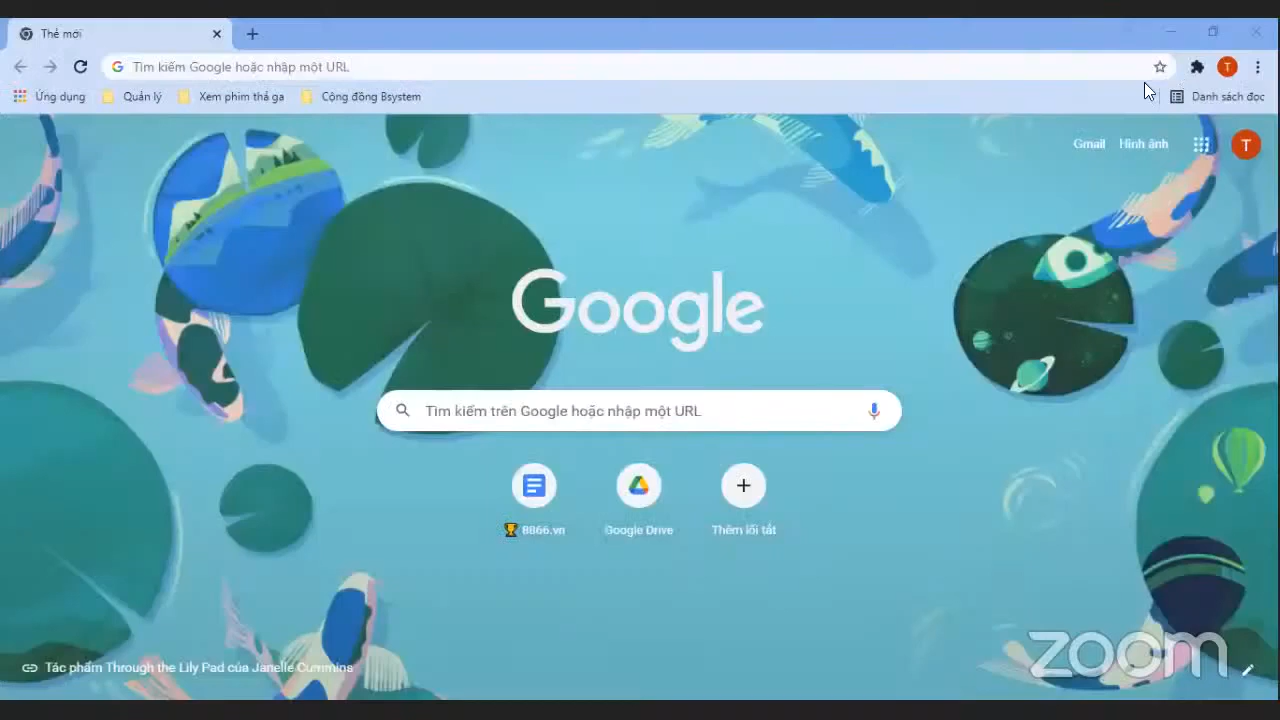 Thẻ mới
Tìm kiếm Google hoặc nhập một URL
Ứng dụng Quản lý Xem phim thả ga Cộng đồng Bsystem Danh sách đọc
Gmail Hình ảnh T
Google
Tìm kiếm trên Google hoặc nhập một URL
8866.vn Google Drive Thêm lối tắt
Tác phẩm Through the Lily Pad của Janelle Cummins
zoom